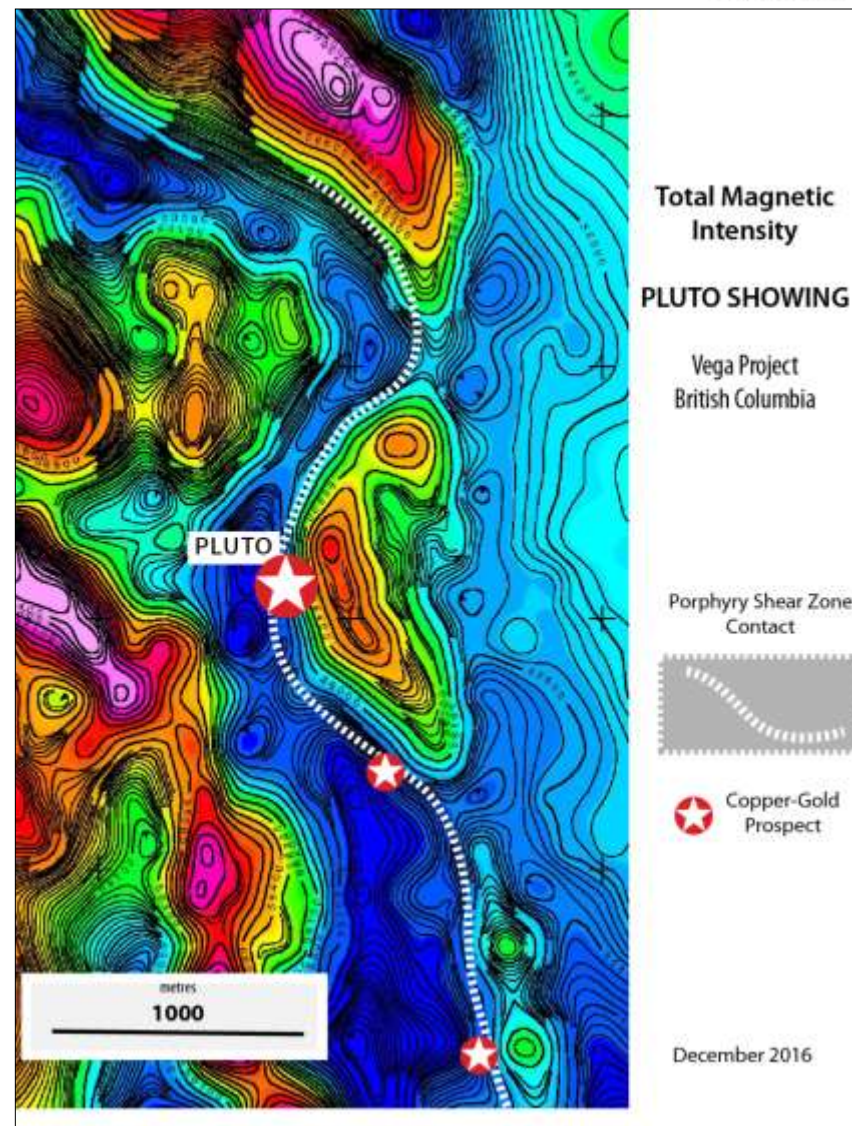 Total Magnetic
Intensity
PLUTO SHOWING
Vega Project
British Columbia
PLUTO
Porphyry Shear Zone
Contact
Copper-Gold
Prospect
metres
1000
December 2016